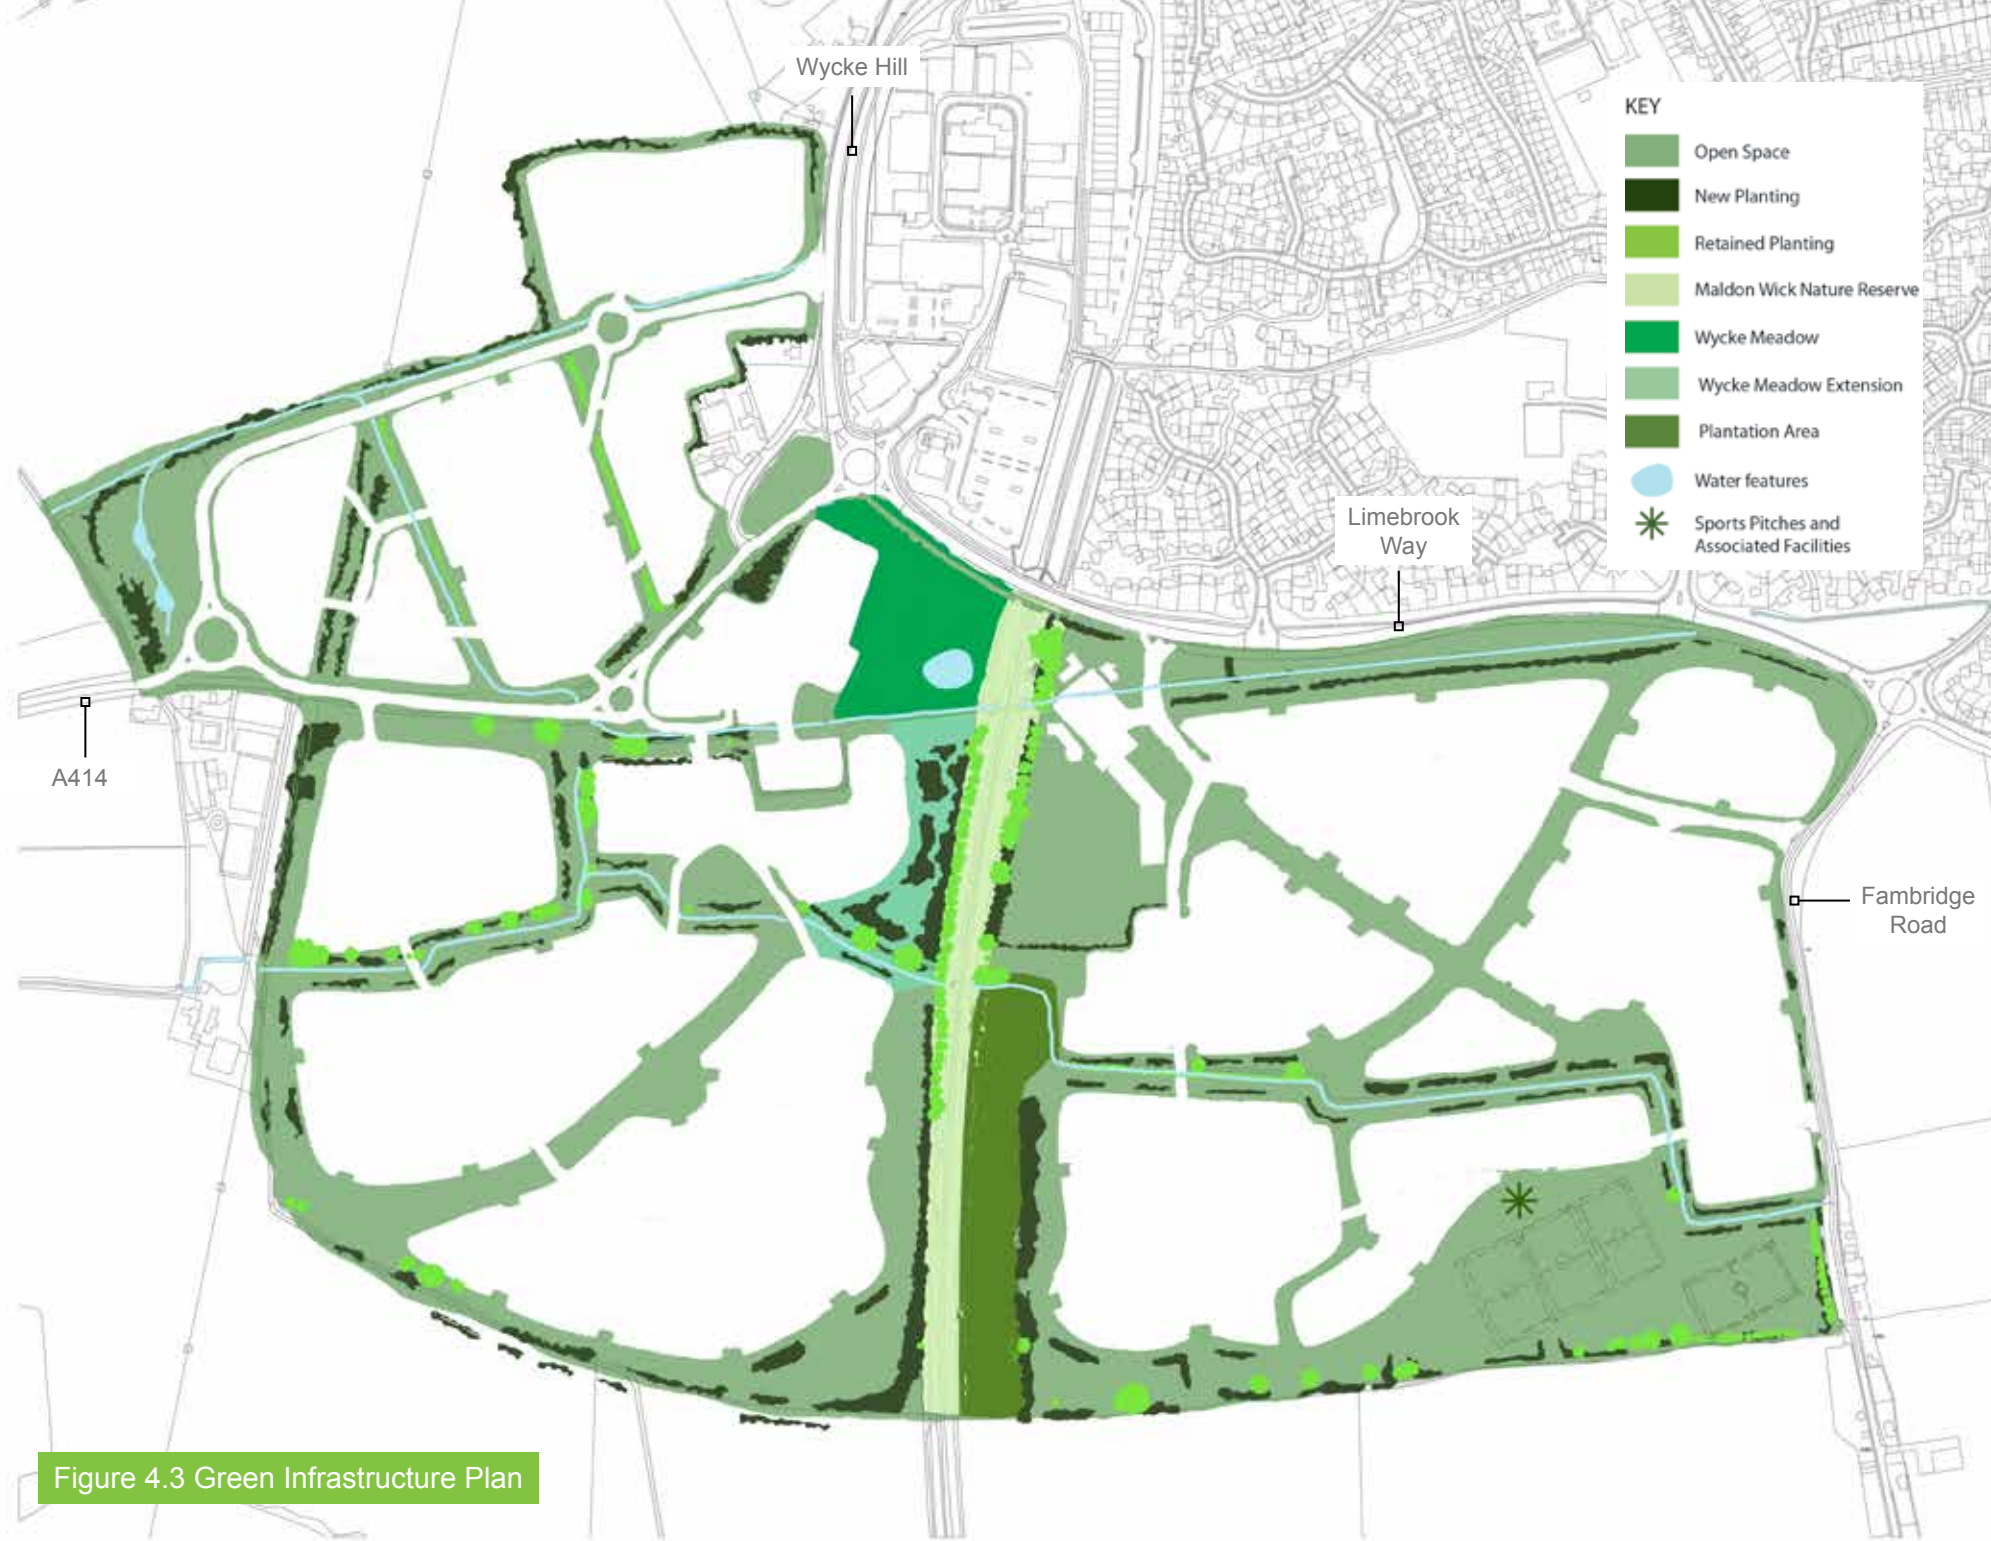 Wycke Hill
KEY
Open Space
New Planting
Retained Planting
Maldon Wick Nature Reserve
Wycke Meadow
Wycke Meadow Extension
Plantation Area
Water features
Sports Pitches and
Associated Facilities
Limebrook
Way
A414
Fambridge
Road
Figure 4.3 Green Infrastructure Plan